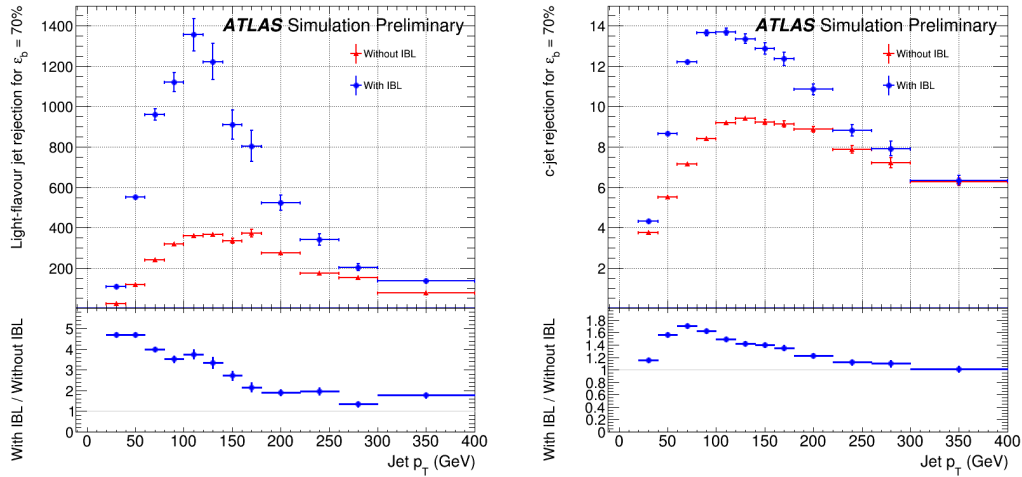 Light-flavour jet rejection for ε_b = 70%
ATLAS Simulation Preliminary
Without IBL
With IBL
1400
1200
1000
800
600
400
200
With IBL / Without IBL
5
4
3
2
1
0
0 50 100 150 200 250 300 350 400
Jet p_T (GeV)
c-jet rejection for ε_b = 70%
ATLAS Simulation Preliminary
Without IBL
With IBL
14
12
10
8
6
4
2
With IBL / Without IBL
1.8
1.6
1.4
1.2
1
0.8
0.6
0.4
0.2
0
0 50 100 150 200 250 300 350 400
Jet p_T (GeV)